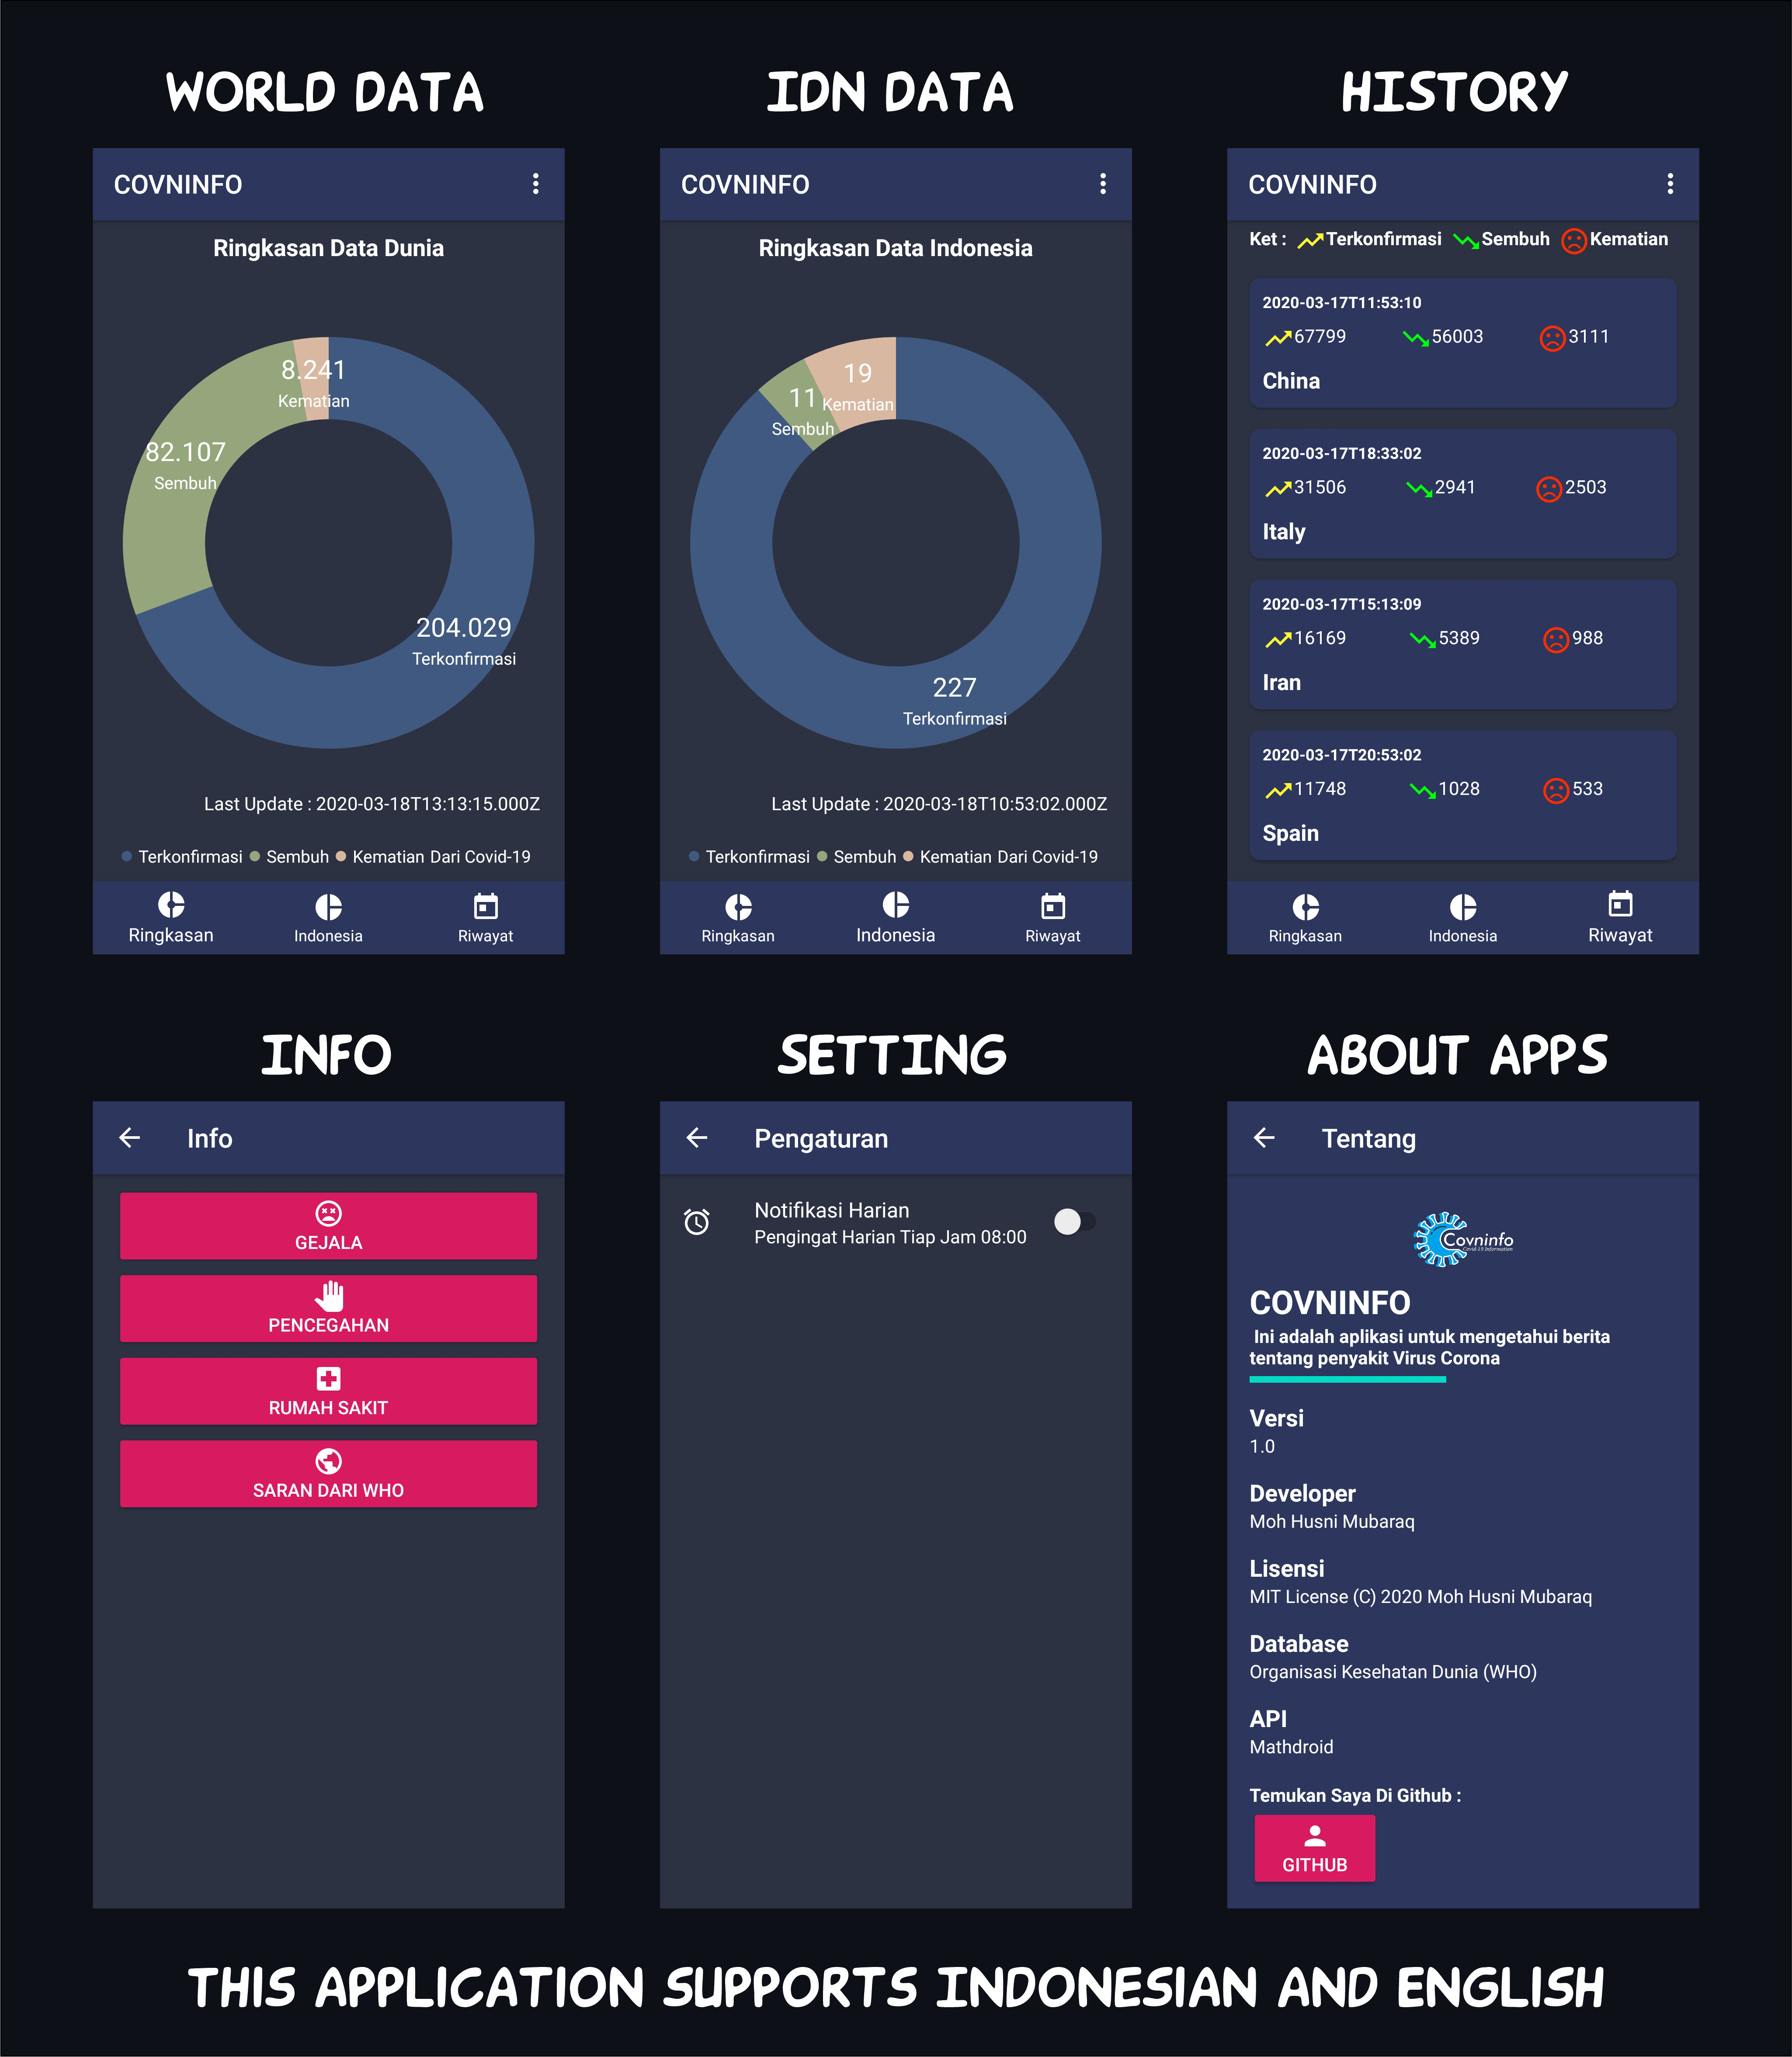 WORLD DATA
COVNINFO
Ringkasan Data Dunia
8.241
Kematian
82.107
Sembuh
204.029
Terkonfirmasi
Last Update : 2020-03-18T13:13:15.000Z
Terkonfirmasi Sembuh Kematian Dari Covid-19
Ringkasan Indonesia Riwayat
IDN DATA
COVNINFO
Ringkasan Data Indonesia
19
Kematian
11
Sembuh
227
Terkonfirmasi
Last Update : 2020-03-18T10:53:02.000Z
Terkonfirmasi Sembuh Kematian Dari Covid-19
Ringkasan Indonesia Riwayat
HISTORY
COVNINFO
Ket : Terkonfirmasi Sembuh Kematian
2020-03-17T11:53:10
67799 56003 3111
China
2020-03-17T18:33:02
31506 2941 2503
Italy
2020-03-17T15:13:09
16169 5389 988
Iran
2020-03-17T20:53:02
11748 1028 533
Spain
Ringkasan Indonesia Riwayat
INFO
Info
GEJALA
PENCEGAHAN
RUMAH SAKIT
SARAN DARI WHO
SETTING
Pengaturan
Notifikasi Harian
Pengingat Harian Tiap Jam 08:00
ABOUT APPS
Tentang
Covninfo
Covid-19 Information
COVNINFO
Ini adalah aplikasi untuk mengetahui berita
tentang penyakit Virus Corona
Versi
1.0
Developer
Moh Husni Mubaraq
Lisensi
MIT License (C) 2020 Moh Husni Mubaraq
Database
Organisasi Kesehatan Dunia (WHO)
API
Mathdroid
Temukan Saya Di Github :
GITHUB
THIS APPLICATION SUPPORTS INDONESIAN AND ENGLISH